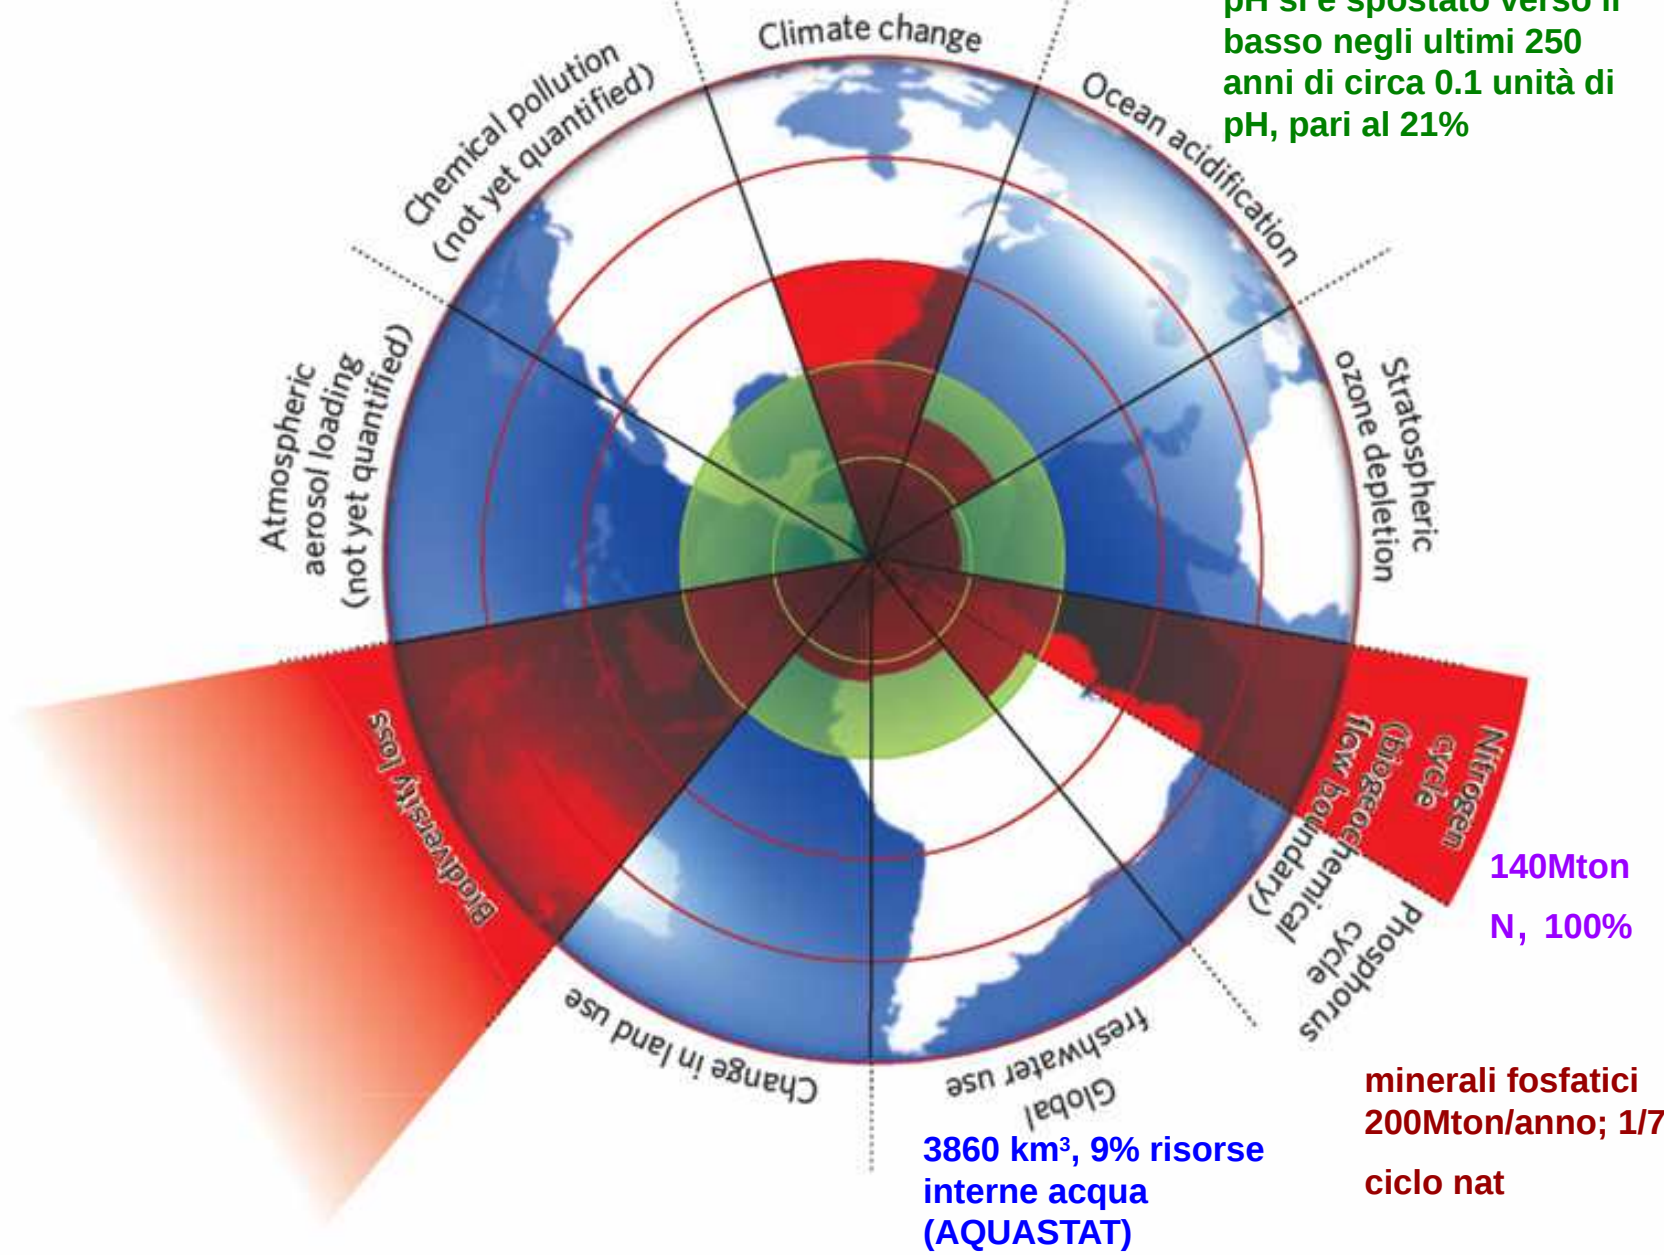 pH si è spostato verso il
basso negli ultimi 250
anni di circa 0.1 unità di
pH, pari al 21%
Climate change
Ocean acidification
Stratospheric
ozone depletion
Nitrogen
cycle
(biogeochemical
flow boundary)
Phosphorus
cycle
Global
freshwater use
Change in land use
Biodiversity loss
Atmospheric
aerosol loading
(not yet quantified)
Chemical pollution
(not yet quantified)
140Mton
N, 100%
minerali fosfatici
200Mton/anno; 1/7
ciclo nat
3860 km³, 9% risorse
interne acqua
(AQUASTAT)